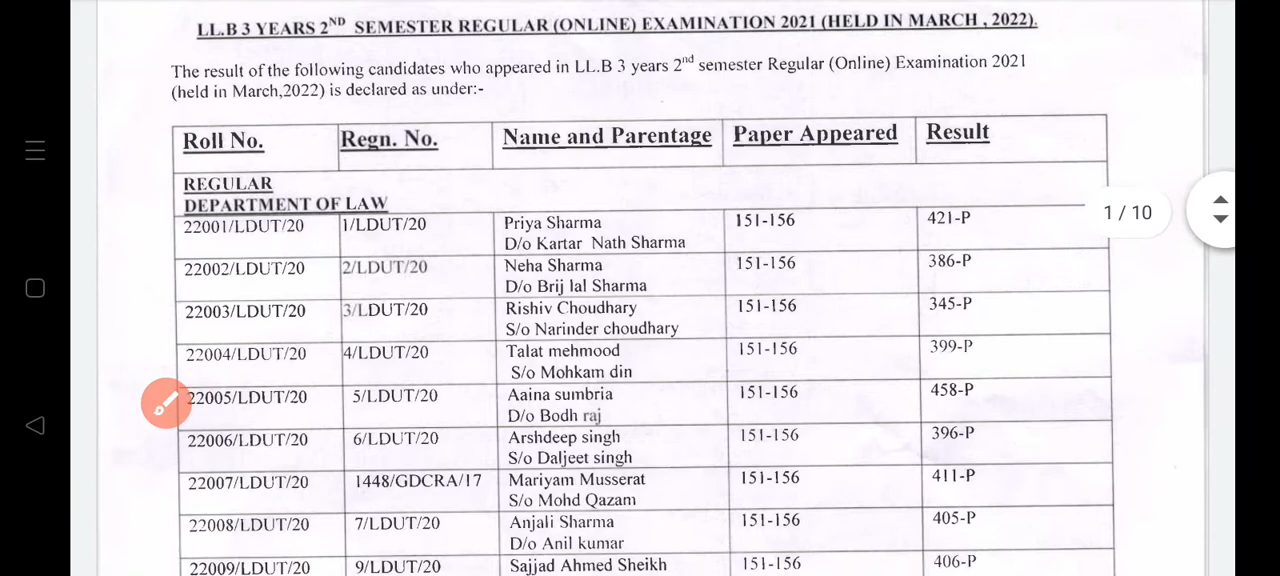 LL.B 3 YEARS 2ND SEMESTER REGULAR (ONLINE) EXAMINATION 2021 (HELD IN MARCH , 2022).
The result of the following candidates who appeared in LL.B 3 years 2nd semester Regular (Online) Examination 2021
(held in March,2022) is declared as under:-
Roll No. Regn. No. Name and Parentage Paper Appeared Result
REGULAR
DEPARTMENT OF LAW
1 / 10
22001/LDUT/20 1/LDUT/20 Priya Sharma 151-156 421-P
D/o Kartar Nath Sharma
22002/LDUT/20 2/LDUT/20 Neha Sharma 151-156 386-P
D/o Brij lal Sharma
22003/LDUT/20 3/LDUT/20 Rishiv Choudhary 151-156 345-P
S/o Narinder choudhary
22004/LDUT/20 4/LDUT/20 Talat mehmood 151-156 399-P
S/o Mohkam din
22005/LDUT/20 5/LDUT/20 Aaina sumbria 151-156 458-P
D/o Bodh raj
22006/LDUT/20 6/LDUT/20 Arshdeep singh 151-156 396-P
S/o Daljeet singh
22007/LDUT/20 1448/GDCRA/17 Mariyam Musserat 151-156 411-P
S/o Mohd Qazam
22008/LDUT/20 7/LDUT/20 Anjali Sharma 151-156 405-P
D/o Anil kumar
22009/LDUT/20 9/LDUT/20 Sajjad Ahmed Sheikh 151-156 406-P